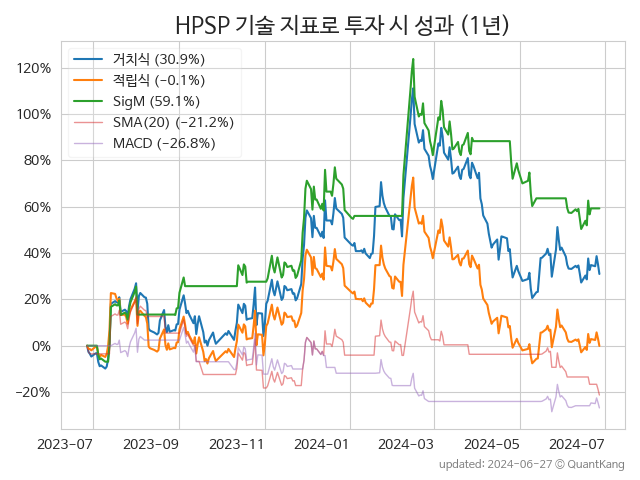 HPSP 기술 지표로 투자 시 성과 (1년)
거치식 (30.9%)
적립식 (−0.1%)
SigM (59.1%)
SMA(20) (−21.2%)
MACD (−26.8%)
120%
100%
80%
60%
40%
20%
0%
−20%
2023-07 2023-09 2023-11 2024-01 2024-03 2024-05 2024-07
updated: 2024-06-27 © QuantKang